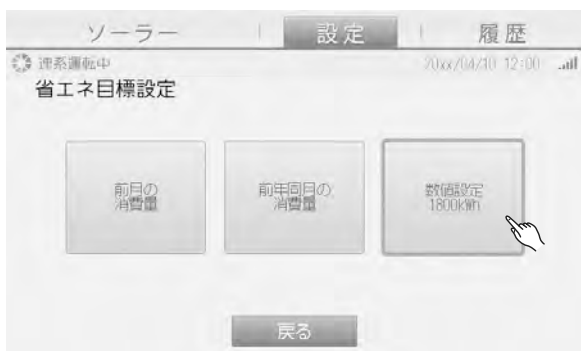 ソーラー 設定 履歴
連系運転中 20xx/04/10 12:00
省エネ目標設定
前月の
消費量
前年同月の
消費量
数値設定
1800kWh
戻る